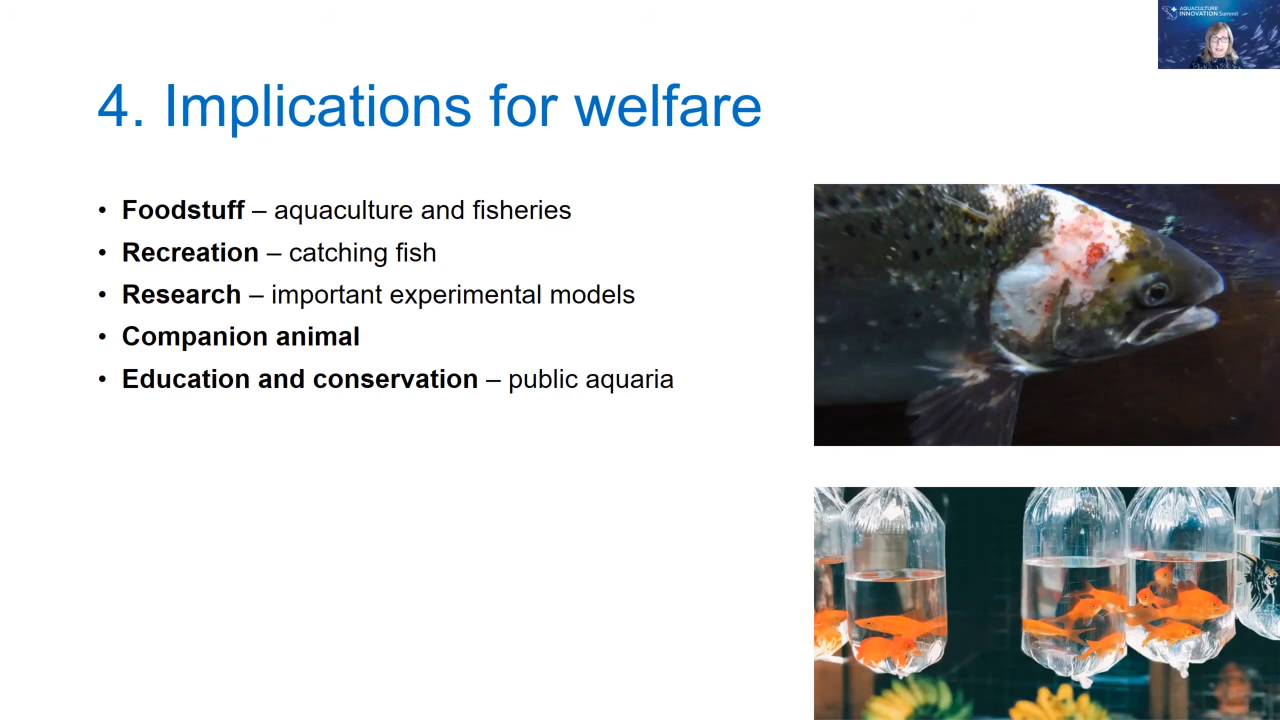 AQUACULTURE
INNOVATION Summit
4. Implications for welfare
• Foodstuff – aquaculture and fisheries
• Recreation – catching fish
• Research – important experimental models
• Companion animal
• Education and conservation – public aquaria